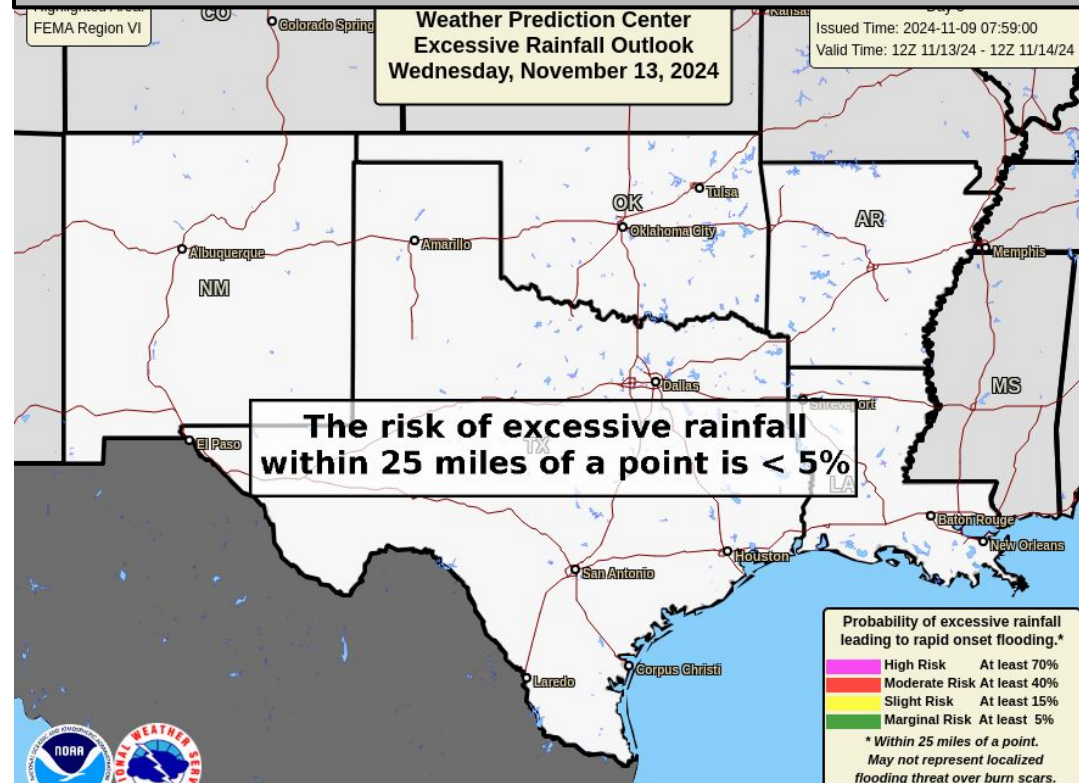 Highlighted Area:
FEMA Region VI
Weather Prediction Center
Excessive Rainfall Outlook
Wednesday, November 13, 2024
Issued Time: 2024-11-09 07:59:00
Valid Time: 12Z 11/13/24 - 12Z 11/14/24
CO
Colorado Spring
Kansas
Tulsa
OK
Oklahoma City
AR
Albuquerque
Amarillo
Memphis
NM
Dallas
MS
Shreveport
The risk of excessive rainfall
within 25 miles of a point is < 5%
El Paso
TX
LA
Baton Rouge
New Orleans
Houston
San Antonio
Corpus Christi
Laredo
Probability of excessive rainfall
leading to rapid onset flooding.*
High Risk At least 70%
Moderate Risk At least 40%
Slight Risk At least 15%
Marginal Risk At least 5%
* Within 25 miles of a point.
May not represent localized
flooding threat over burn scars.
NOAA